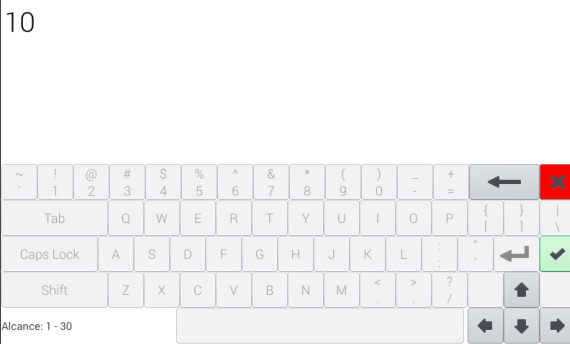 10
~ ! @ # $ % ^ & * ( ) _ +
` 1 2 3 4 5 6 7 8 9 0 - =
Tab Q W E R T Y U I O P { [ } ] | \
Caps Lock A S D F G H J K L : ; " '
Shift Z X C V B N M < , > . ? /
Alcance: 1 - 30